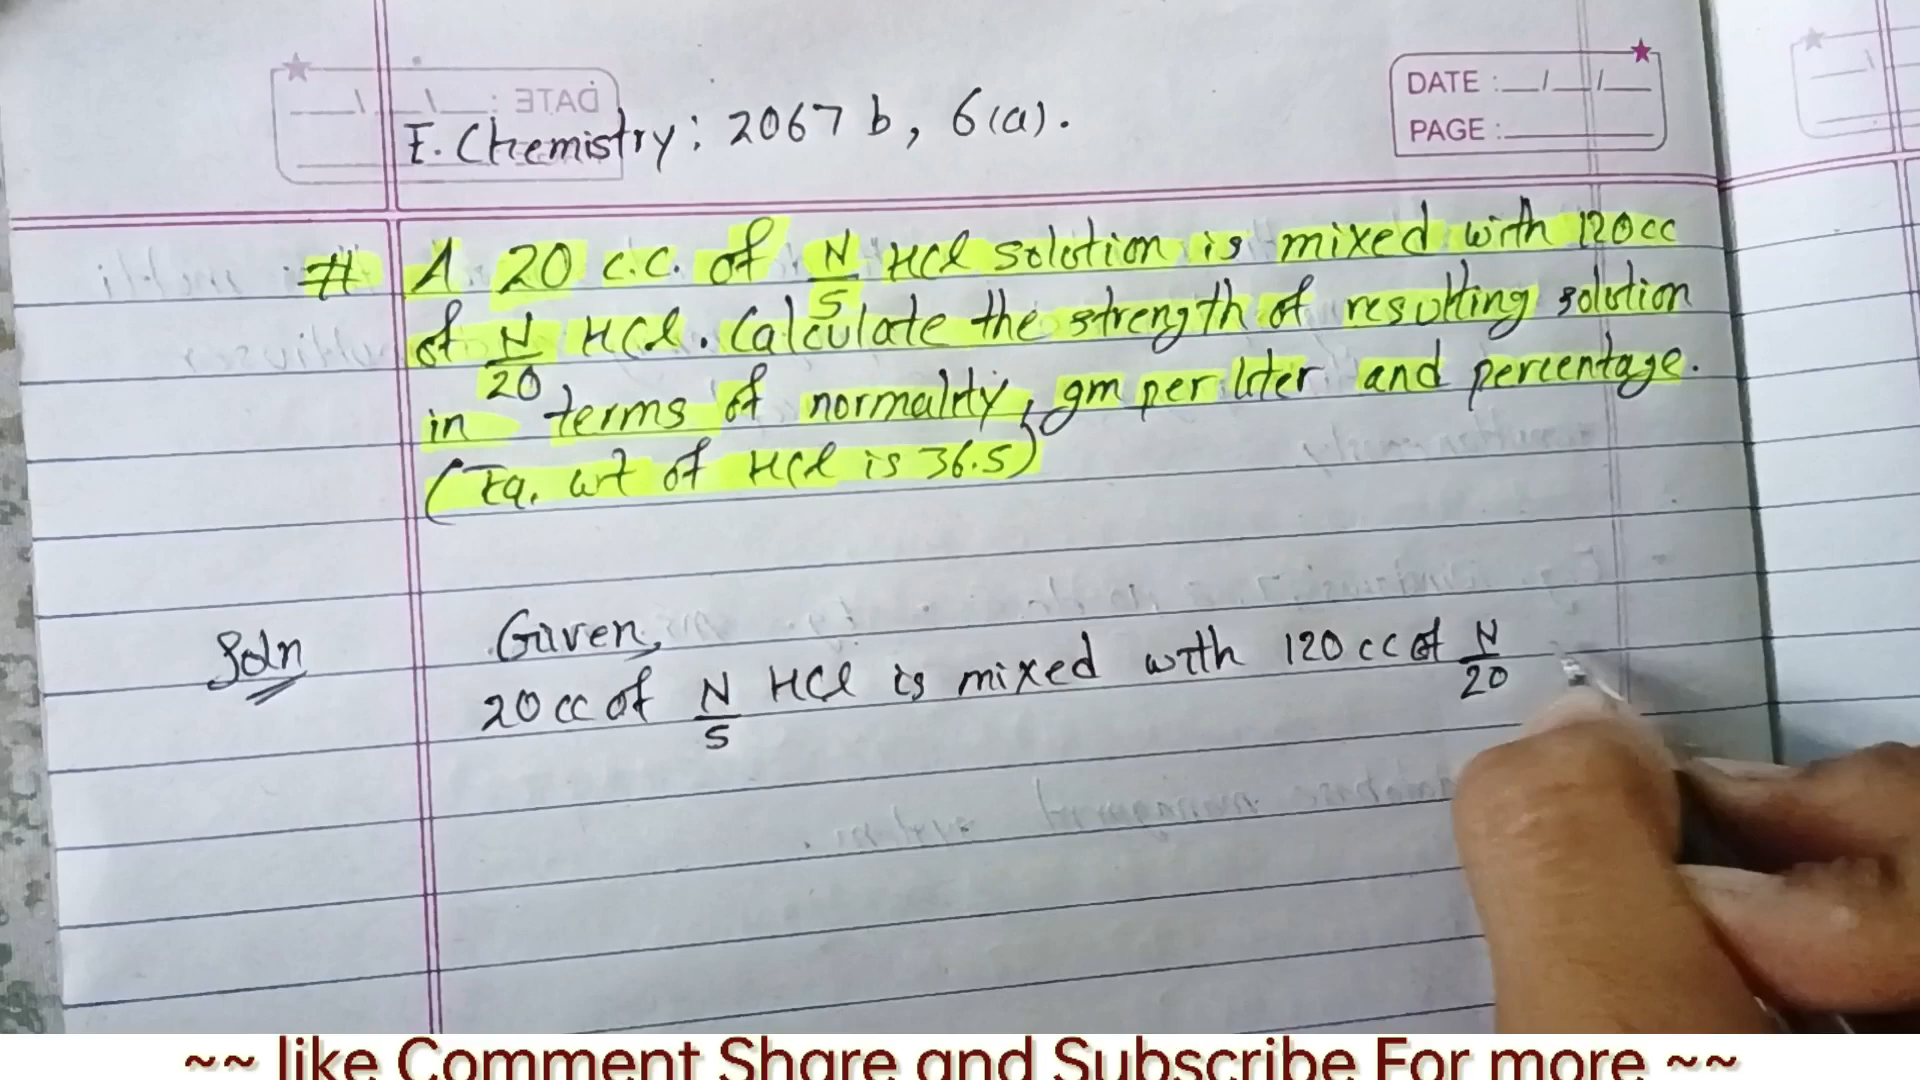 DATE : __/__/__
PAGE : ______
E. Chemistry: 2067 b, 6(a).
# A 20 c.c. of N/5 HCl solution is mixed with 120cc
of N/20 HCl. Calculate the strength of resulting solution
in terms of normality, gm per liter and percentage.
(Eq. wt of HCl is 36.5)
Soln Given,
20 cc of N/5 HCl is mixed with 120 cc of N/20
~~ like Comment Share and Subscribe For more ~~